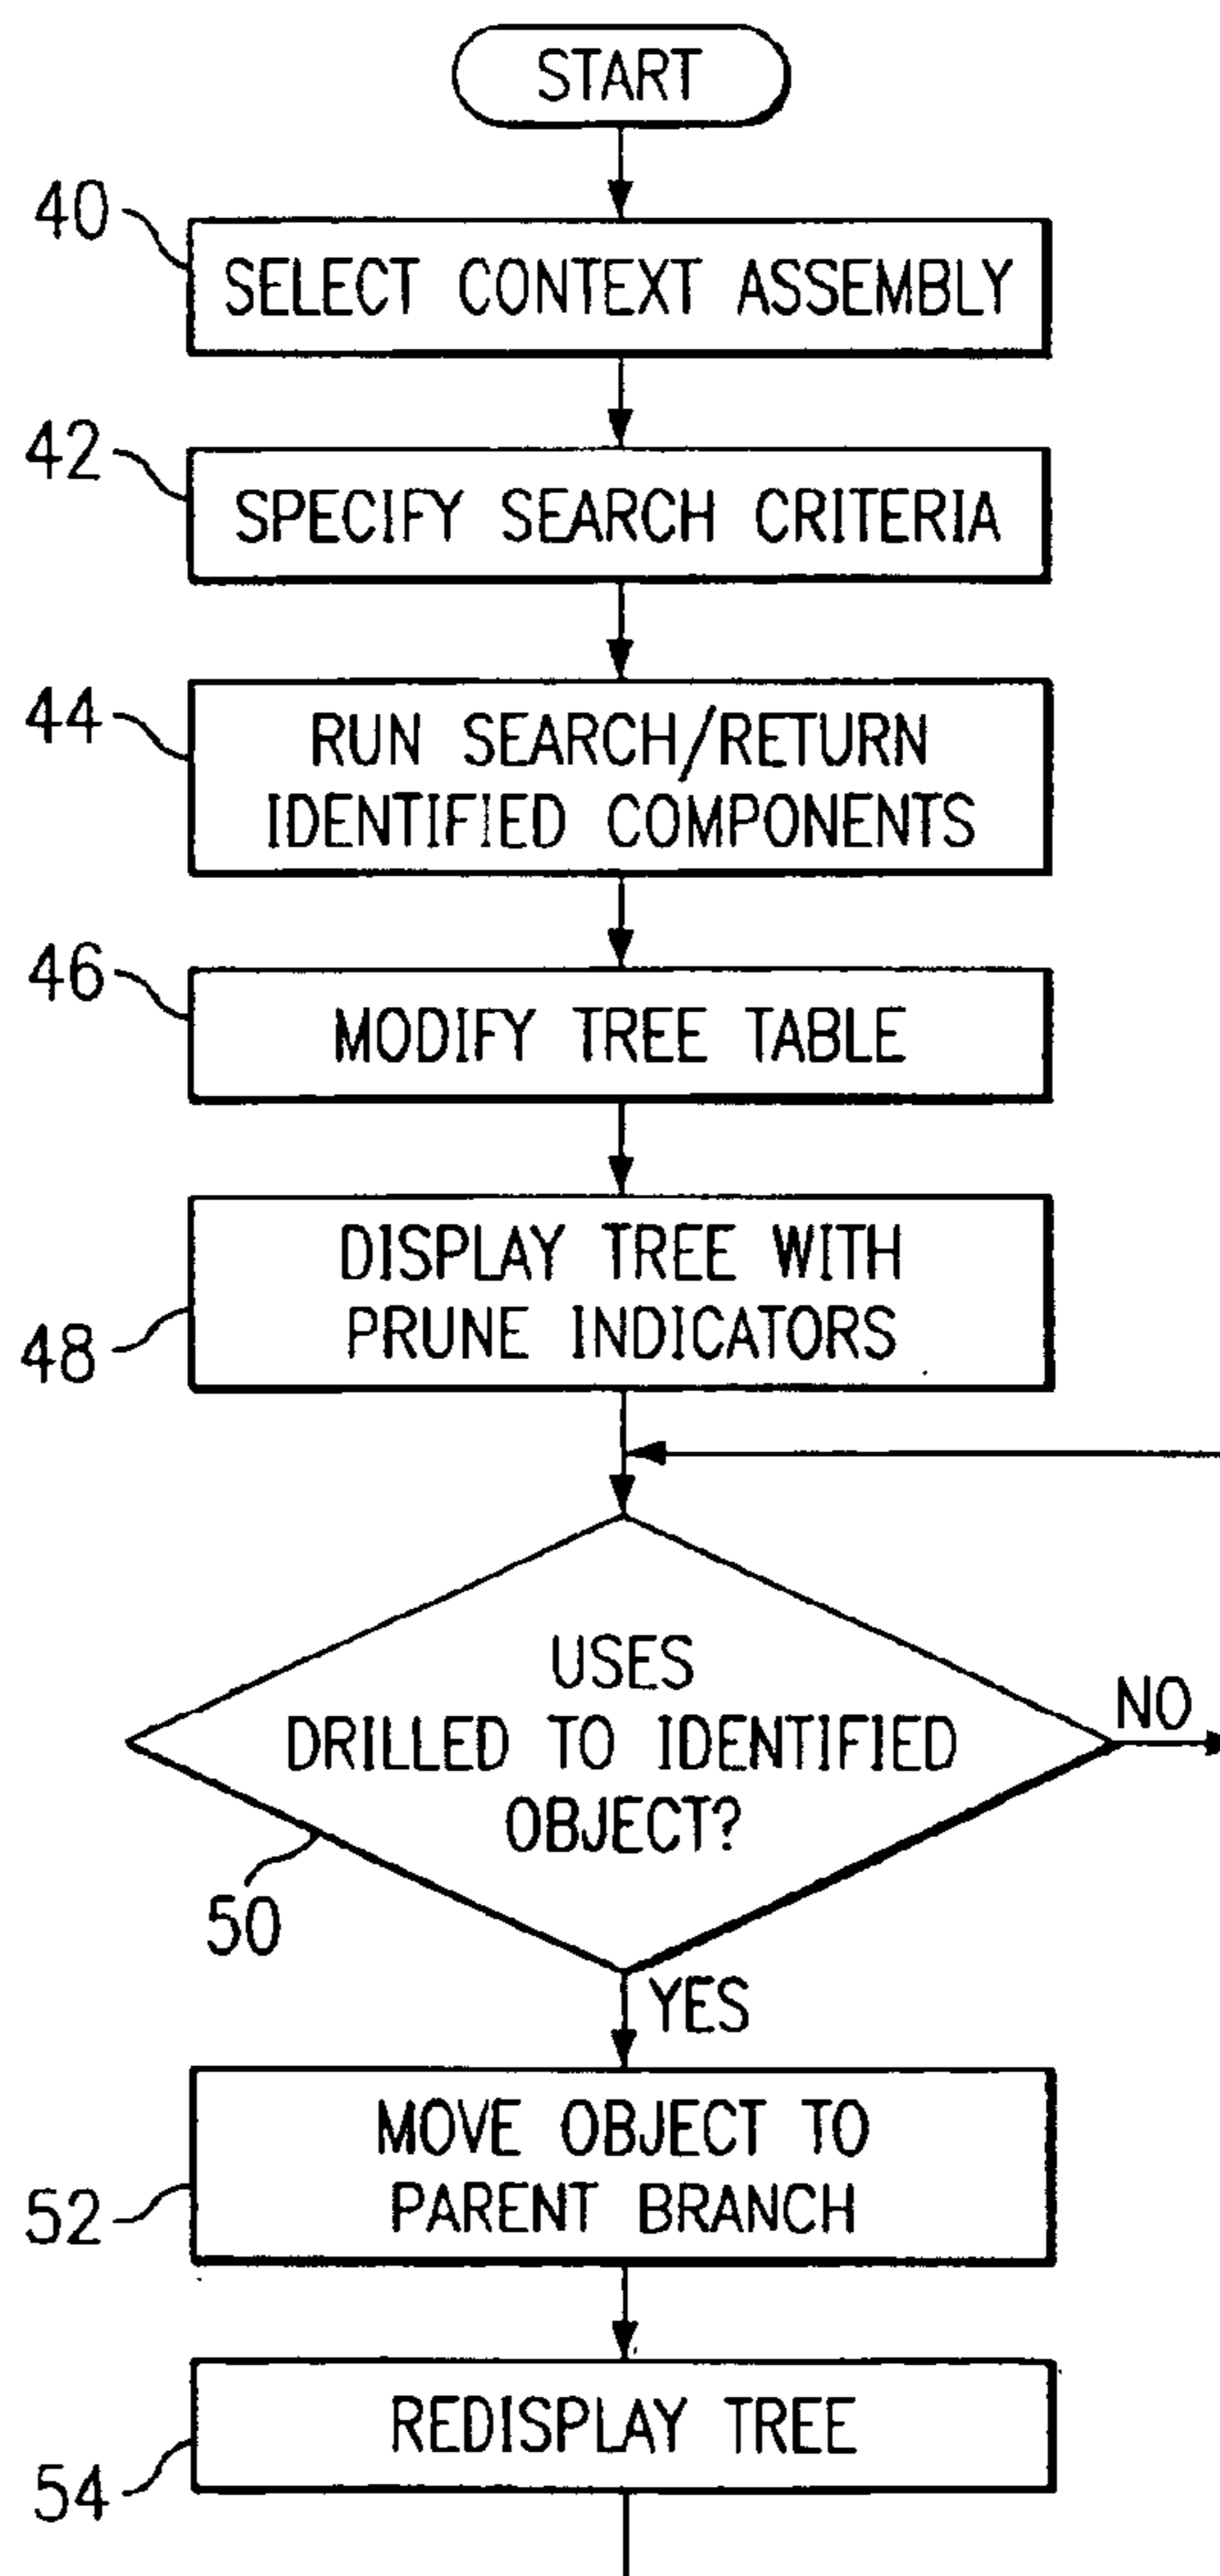 START
40
SELECT CONTEXT ASSEMBLY
42
SPECIFY SEARCH CRITERIA
44
RUN SEARCH/RETURN
IDENTIFIED COMPONENTS
46
MODIFY TREE TABLE
DISPLAY TREE WITH
PRUNE INDICATORS
48
USES
DRILLED TO IDENTIFIED
OBJECT?
NO
50
YES
MOVE OBJECT TO
PARENT BRANCH
52
REDISPLAY TREE
54